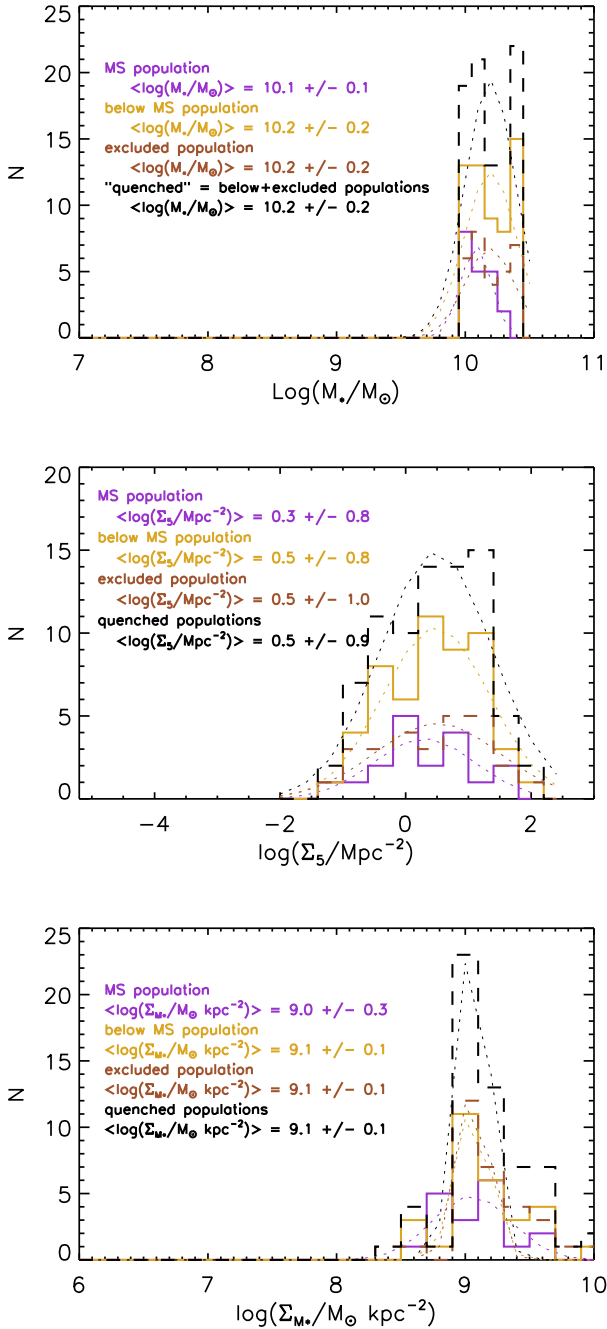 25
20
15
10
5
0
N
MS population
<log(M*/M☉)> = 10.1 +/- 0.1
below MS population
<log(M*/M☉)> = 10.2 +/- 0.2
excluded population
<log(M*/M☉)> = 10.2 +/- 0.2
"quenched" = below+excluded populations
<log(M*/M☉)> = 10.2 +/- 0.2
7 8 9 10 11
Log(M*/M☉)
20
15
10
5
0
N
MS population
<log(Σ₅/Mpc⁻²)> = 0.3 +/- 0.8
below MS population
<log(Σ₅/Mpc⁻²)> = 0.5 +/- 0.8
excluded population
<log(Σ₅/Mpc⁻²)> = 0.5 +/- 1.0
quenched populations
<log(Σ₅/Mpc⁻²)> = 0.5 +/- 0.9
-4 -2 0 2
log(Σ₅/Mpc⁻²)
25
20
15
10
5
0
N
MS population
<log(Σ_M*/M☉ kpc⁻²)> = 9.0 +/- 0.3
below MS population
<log(Σ_M*/M☉ kpc⁻²)> = 9.1 +/- 0.1
excluded population
<log(Σ_M*/M☉ kpc⁻²)> = 9.1 +/- 0.1
quenched populations
<log(Σ_M*/M☉ kpc⁻²)> = 9.1 +/- 0.1
6 7 8 9 10
log(Σ_M*/M☉ kpc⁻²)